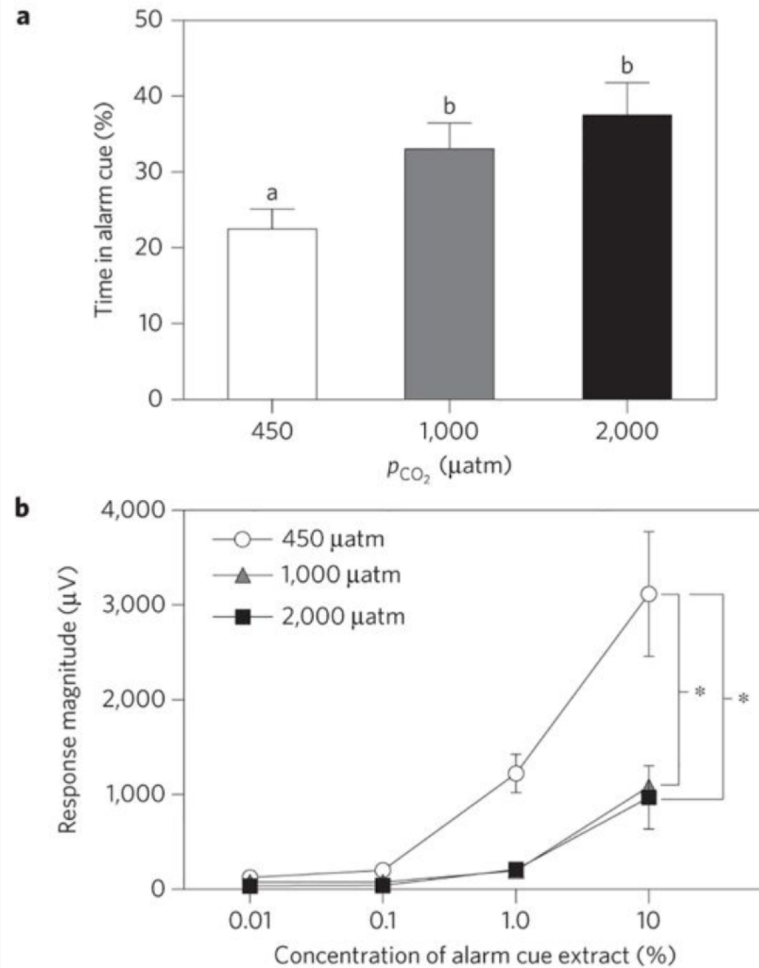 a
50
40
30
20
10
0
Time in alarm cue (%)
a
b
b
450
1,000
2,000
pCO₂ (µatm)
b
4,000
3,000
2,000
1,000
0
Response magnitude (µV)
450 µatm
1,000 µatm
2,000 µatm
*
*
0.01
0.1
1.0
10
Concentration of alarm cue extract (%)